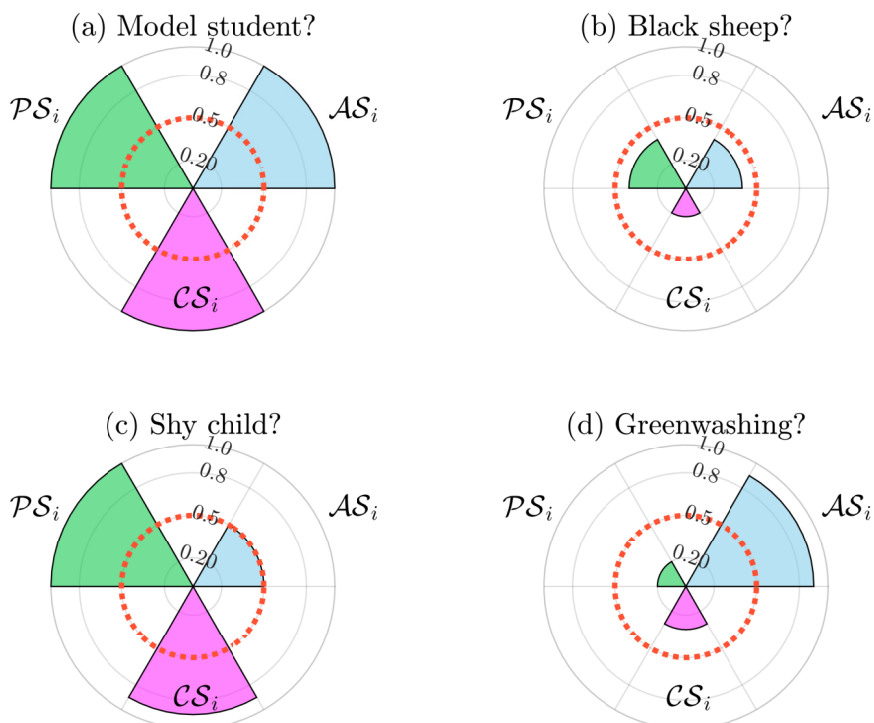 (a) Model student?
1.0
0.8
0.5
0.20
𝒫𝒮ᵢ
𝒜𝒮ᵢ
𝒞𝒮ᵢ
(b) Black sheep?
1.0
0.8
0.5
0.20
𝒫𝒮ᵢ
𝒜𝒮ᵢ
𝒞𝒮ᵢ
(c) Shy child?
1.0
0.8
0.5
0.20
𝒫𝒮ᵢ
𝒜𝒮ᵢ
𝒞𝒮ᵢ
(d) Greenwashing?
1.0
0.8
0.5
0.20
𝒫𝒮ᵢ
𝒜𝒮ᵢ
𝒞𝒮ᵢ